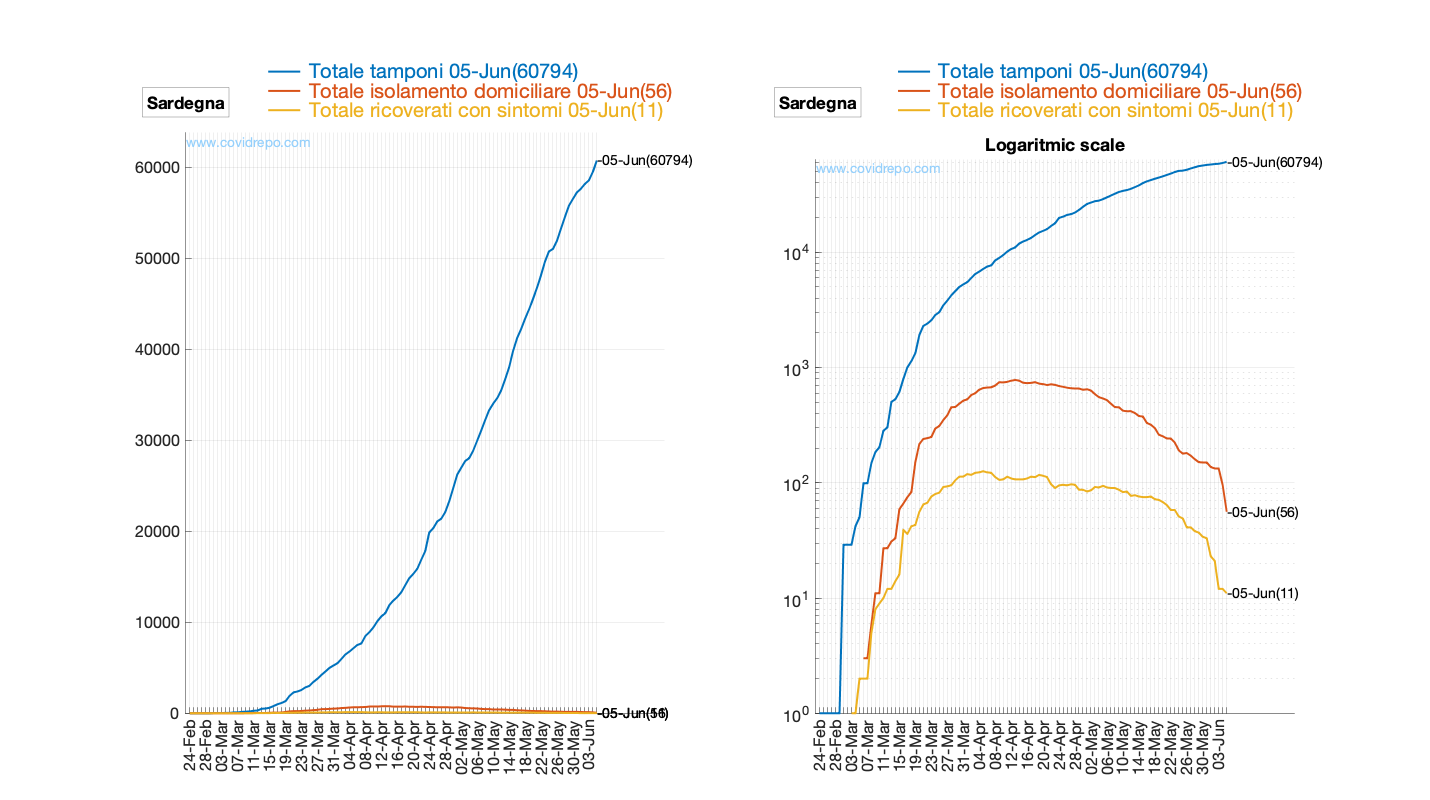 Totale tamponi 05-Jun(60794)
Totale isolamento domiciliare 05-Jun(56)
Totale ricoverati con sintomi 05-Jun(11)
Sardegna
www.covidrepo.com
-05-Jun(60794)
60000
50000
40000
30000
20000
10000
0
24-Feb
28-Feb
03-Mar
07-Mar
11-Mar
15-Mar
19-Mar
23-Mar
27-Mar
31-Mar
04-Apr
08-Apr
12-Apr
16-Apr
20-Apr
24-Apr
28-Apr
02-May
06-May
10-May
14-May
18-May
22-May
26-May
30-May
03-Jun
Totale tamponi 05-Jun(60794)
Totale isolamento domiciliare 05-Jun(56)
Totale ricoverati con sintomi 05-Jun(11)
Sardegna
Logaritmic scale
www.covidrepo.com
-05-Jun(60794)
10^4
10^3
10^2
-05-Jun(56)
10^1
-05-Jun(11)
10^0
24-Feb
28-Feb
03-Mar
07-Mar
11-Mar
15-Mar
19-Mar
23-Mar
27-Mar
31-Mar
04-Apr
08-Apr
12-Apr
16-Apr
20-Apr
24-Apr
28-Apr
02-May
06-May
10-May
14-May
18-May
22-May
26-May
30-May
03-Jun